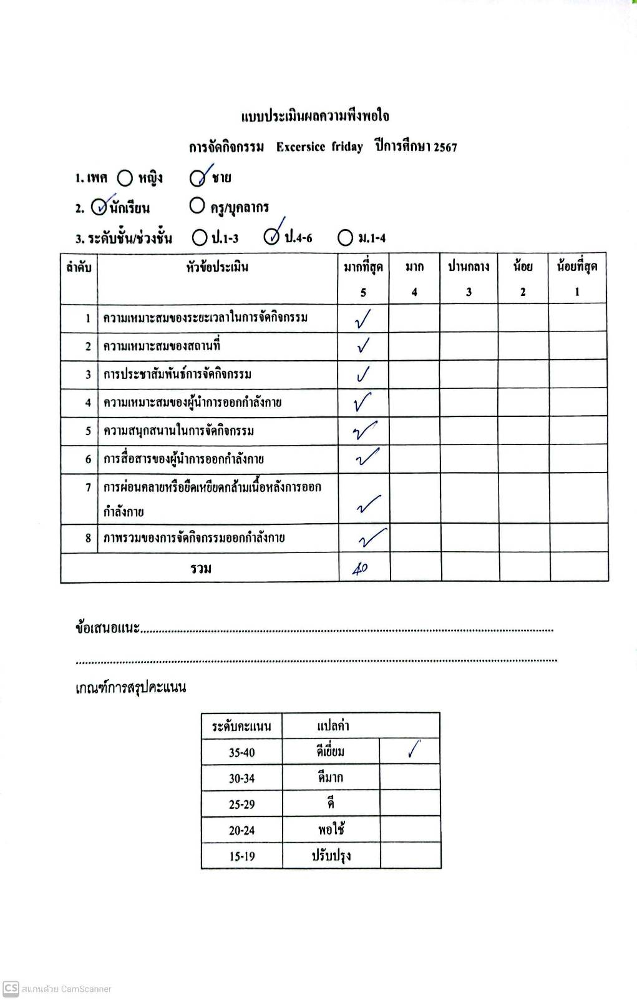 แบบประเมินผลความพึงพอใจ
การจัดกิจกรรม Excersice friday ปีการศึกษา 2567
1. เพศ หญิง ✓ ชาย
2. ✓ นักเรียน ครู/บุคลากร
3. ระดับชั้น/ช่วงชั้น ป.1-3 ✓ ป.4-6 ม.1-4
ลำดับ หัวข้อประเมิน มากที่สุด มาก ปานกลาง น้อย น้อยที่สุด
5 4 3 2 1
1 ความเหมาะสมของระยะเวลาในการจัดกิจกรรม ✓
2 ความเหมาะสมของสถานที่ ✓
3 การประชาสัมพันธ์การจัดกิจกรรม ✓
4 ความเหมาะสมของผู้นำการออกกำลังกาย ✓
5 ความสนุกสนานในการจัดกิจกรรม ✓
6 การสื่อสารของผู้นำการออกกำลังกาย ✓
7 การผ่อนคลายหรือยืดเหยียดกล้ามเนื้อหลังการออก
กำลังกาย ✓
8 ภาพรวมของการจัดกิจกรรมออกกำลังกาย ✓
รวม 40
ข้อเสนอแนะ
เกณฑ์การสรุปคะแนน
ระดับคะแนน แปลค่า
35-40 ดีเยี่ยม ✓
30-34 ดีมาก
25-29 ดี
20-24 พอใช้
15-19 ปรับปรุง
CS สแกนด้วย CamScanner